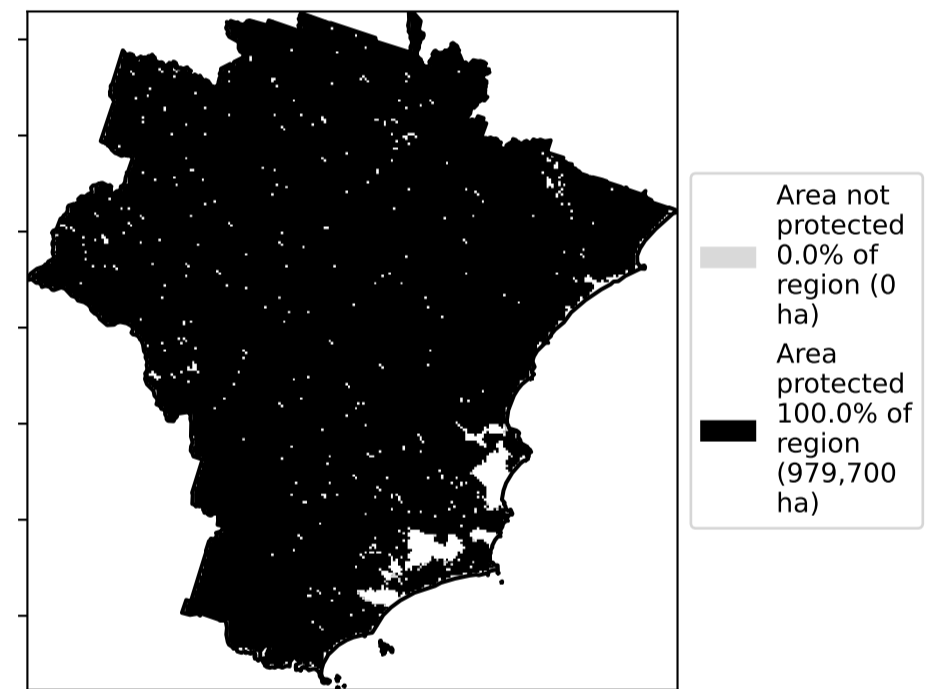 Area not
protected
0.0% of
region (0
ha)
Area
protected
100.0% of
region
(979,700
ha)